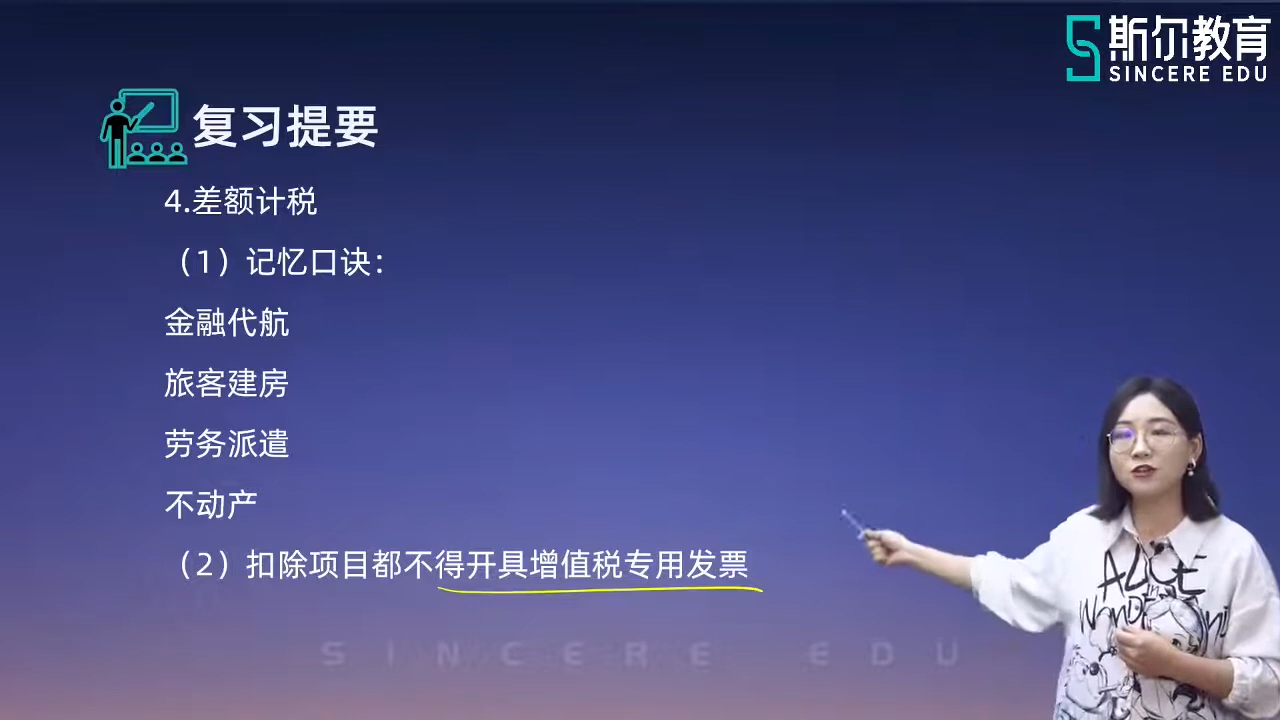 斯尔教育
SINCERE EDU
复习提要
4.差额计税
（1）记忆口诀：
金融代航
旅客建房
劳务派遣
不动产
（2）扣除项目都不得开具增值税专用发票
SINCERE EDU
ALICE